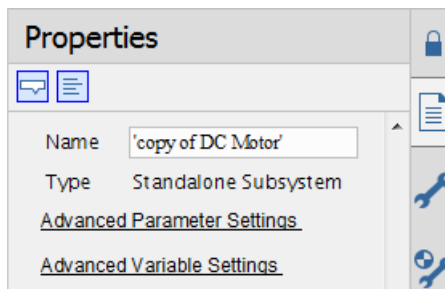 Properties
Name 'copy of DC Motor'
Type Standalone Subsystem
Advanced Parameter Settings
Advanced Variable Settings